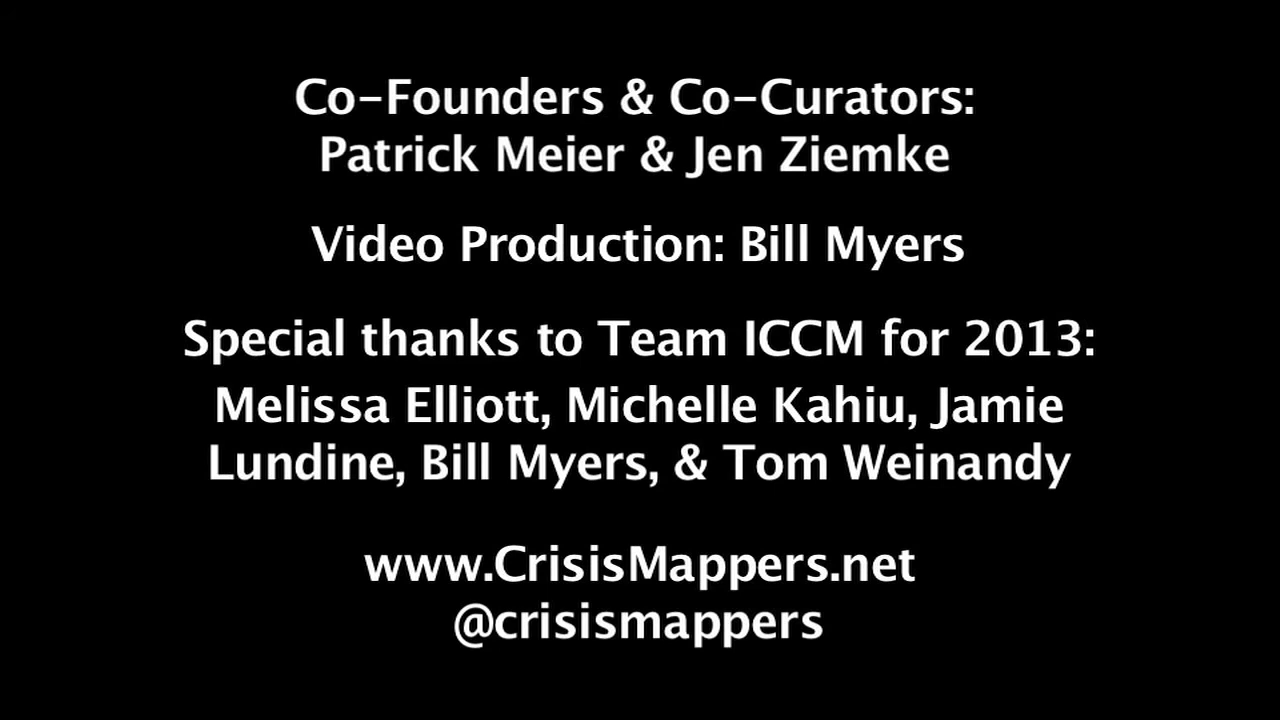 Co-Founders & Co-Curators:
Patrick Meier & Jen Ziemke
Video Production: Bill Myers
Special thanks to Team ICCM for 2013:
Melissa Elliott, Michelle Kahiu, Jamie
Lundine, Bill Myers, & Tom Weinandy
www.CrisisMappers.net
@crisismappers